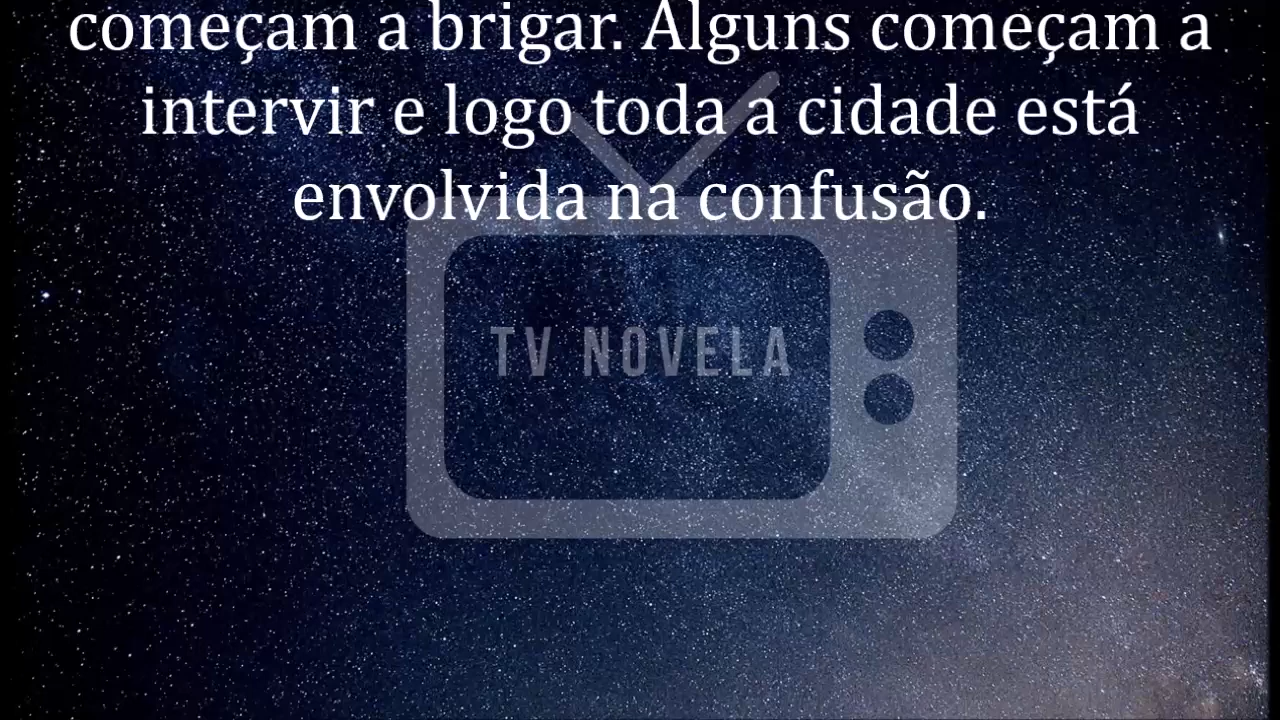 começam a brigar. Alguns começam a
intervir e logo toda a cidade está
envolvida na confusão.
TV NOVELA